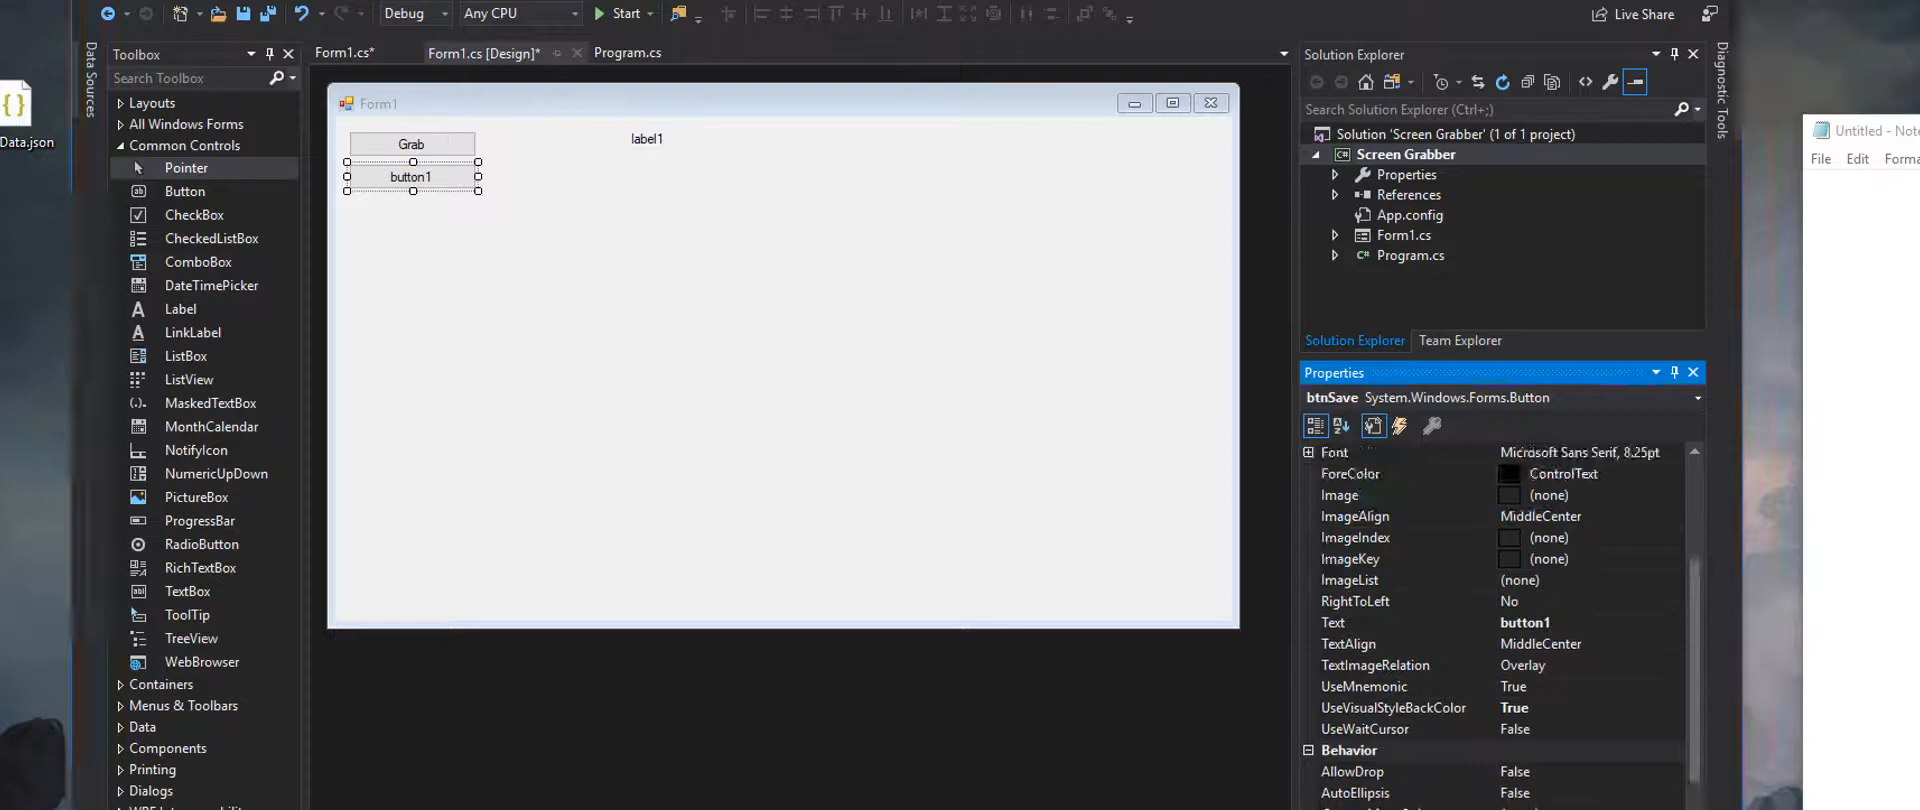 Debug
Any CPU
Start
Live Share
Data.json
Data Sources
Toolbox
Search Toolbox
Layouts
All Windows Forms
Common Controls
Pointer
Button
CheckBox
CheckedListBox
ComboBox
DateTimePicker
Label
LinkLabel
ListBox
ListView
MaskedTextBox
MonthCalendar
NotifyIcon
NumericUpDown
PictureBox
ProgressBar
RadioButton
RichTextBox
TextBox
ToolTip
TreeView
WebBrowser
Containers
Menus & Toolbars
Data
Components
Printing
Dialogs
Form1.cs*
Form1.cs [Design]*
Program.cs
Form1
Grab
label1
button1
Solution Explorer
Search Solution Explorer (Ctrl+;)
Solution 'Screen Grabber' (1 of 1 project)
C# Screen Grabber
Properties
References
App.config
Form1.cs
C# Program.cs
Solution Explorer
Team Explorer
Properties
btnSave System.Windows.Forms.Button
Font Microsoft Sans Serif, 8.25pt
ForeColor ControlText
Image (none)
ImageAlign MiddleCenter
ImageIndex (none)
ImageKey (none)
ImageList (none)
RightToLeft No
Text button1
TextAlign MiddleCenter
TextImageRelation Overlay
UseMnemonic True
UseVisualStyleBackColor True
UseWaitCursor False
Behavior
AllowDrop False
AutoEllipsis False
Diagnostic Tools
Untitled - Note
File Edit Forma